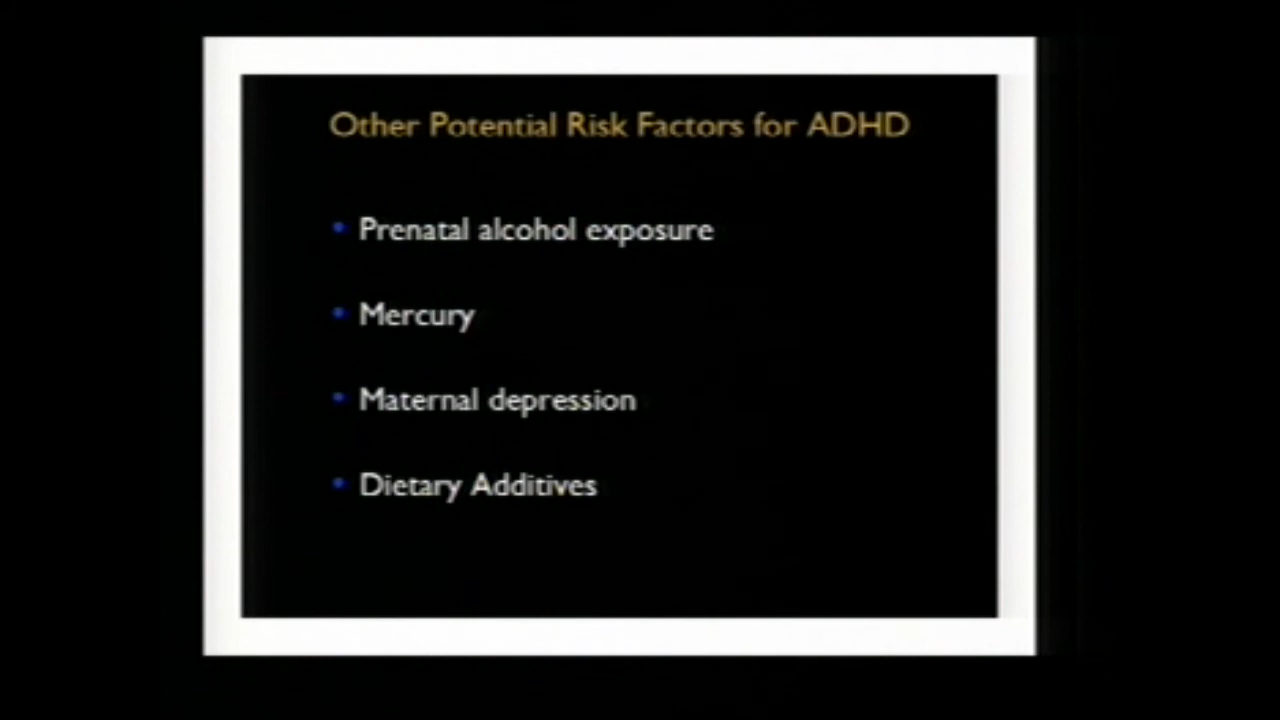 Other Potential Risk Factors for ADHD
• Prenatal alcohol exposure
• Mercury
• Maternal depression
• Dietary Additives